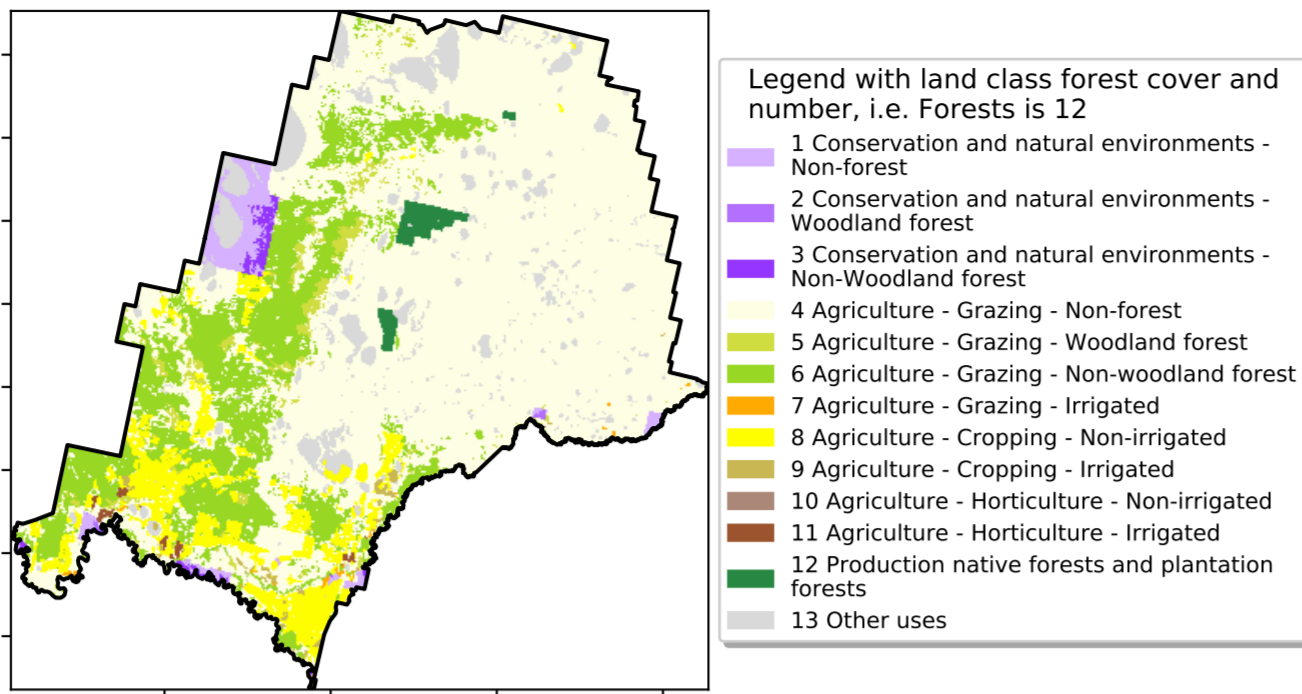 Legend with land class forest cover and
number, i.e. Forests is 12
1 Conservation and natural environments -
Non-forest
2 Conservation and natural environments -
Woodland forest
3 Conservation and natural environments -
Non-Woodland forest
4 Agriculture - Grazing - Non-forest
5 Agriculture - Grazing - Woodland forest
6 Agriculture - Grazing - Non-woodland forest
7 Agriculture - Grazing - Irrigated
8 Agriculture - Cropping - Non-irrigated
9 Agriculture - Cropping - Irrigated
10 Agriculture - Horticulture - Non-irrigated
11 Agriculture - Horticulture - Irrigated
12 Production native forests and plantation
forests
13 Other uses